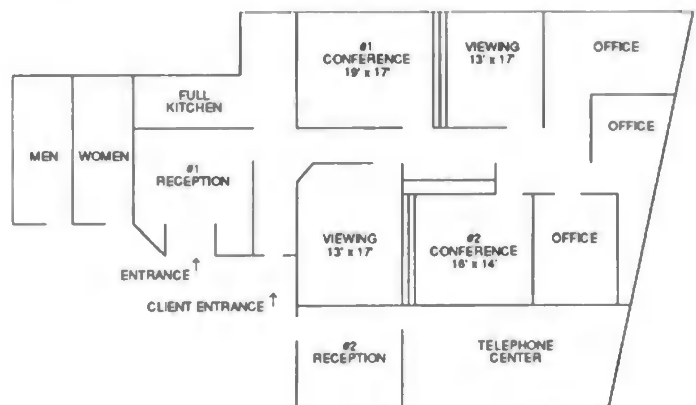 #1
CONFERENCE
19' x 17'
VIEWING
13' x 17'
OFFICE
FULL
KITCHEN
OFFICE
MEN
WOMEN
#1
RECEPTION
VIEWING
13' x 17'
#2
CONFERENCE
16' x 14'
OFFICE
ENTRANCE ↑
CLIENT ENTRANCE ↑
#2
RECEPTION
TELEPHONE
CENTER